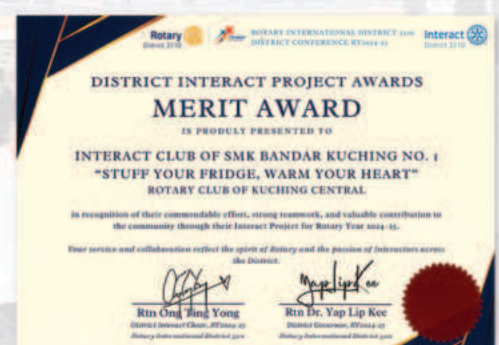 Rotary
District 3310
ROTARY INTERNATIONAL DISTRICT 3310
DISTRICT CONFERENCE RY2024-25
Interact
District 3310
DISTRICT INTERACT PROJECT AWARDS
MERIT AWARD
IS PRODULY PRESENTED TO
INTERACT CLUB OF SMK BANDAR KUCHING NO. 1
“STUFF YOUR FRIDGE, WARM YOUR HEART”
ROTARY CLUB OF KUCHING CENTRAL
In recognition of their commendable effort, strong teamwork, and valuable contribution to
the community through their Interact Project for Rotary Year 2024-25.
Your service and collaboration reflect the spirit of Rotary and the passion of Interactors across
the District.
Rtn Ong Ting Yong
Rtn Dr. Yap Lip Kee
District Interact Chair, RY2024-25
District Governor, RY2024-25
Rotary International District 3310
Rotary International District 3310